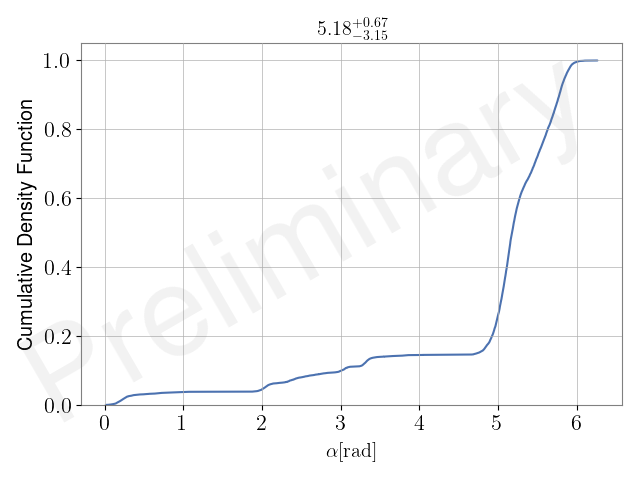 5.18^{+0.67}_{-3.15}
1.0
0.8
0.6
0.4
0.2
0.0
Cumulative Density Function
Preliminary
0 1 2 3 4 5 6
α[rad]